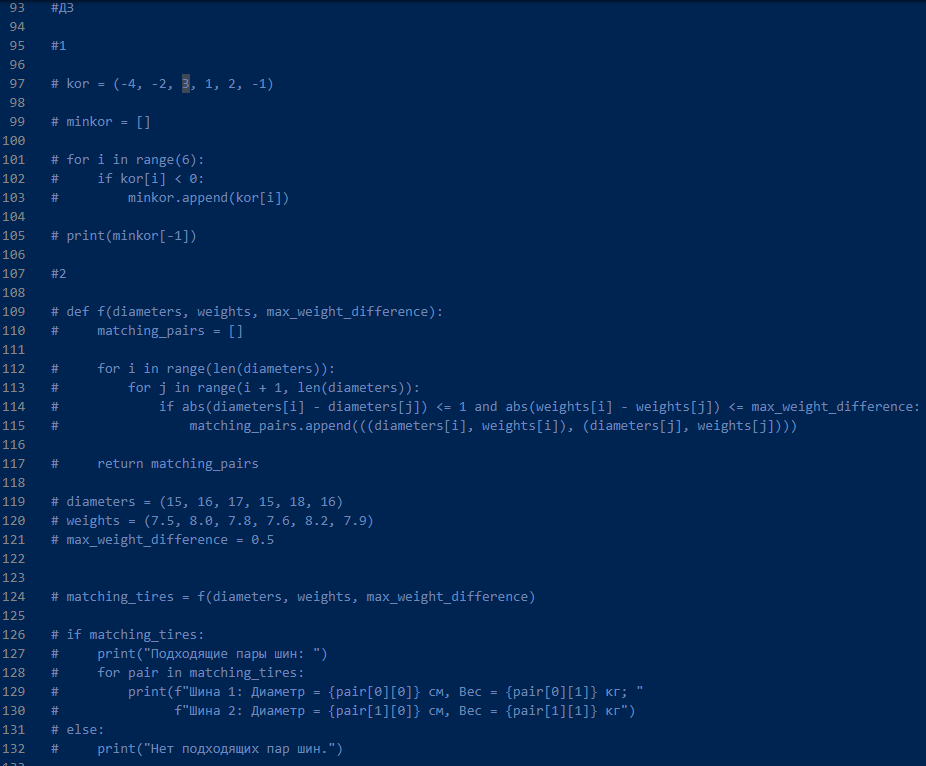 93 #ДЗ
94
95 #1
96
97 # kor = (-4, -2, 3, 1, 2, -1)
98
99 # minkor = []
100
101 # for i in range(6):
102 #     if kor[i] < 0:
103 #         minkor.append(kor[i])
104
105 # print(minkor[-1])
106
107 #2
108
109 # def f(diameters, weights, max_weight_difference):
110 #     matching_pairs = []
111
112 #     for i in range(len(diameters)):
113 #         for j in range(i + 1, len(diameters)):
114 #             if abs(diameters[i] - diameters[j]) <= 1 and abs(weights[i] - weights[j]) <= max_weight_difference:
115 #                 matching_pairs.append(((diameters[i], weights[i]), (diameters[j], weights[j])))
116
117 #     return matching_pairs
118
119 # diameters = (15, 16, 17, 15, 18, 16)
120 # weights = (7.5, 8.0, 7.8, 7.6, 8.2, 7.9)
121 # max_weight_difference = 0.5
122
123
124 # matching_tires = f(diameters, weights, max_weight_difference)
125
126 # if matching_tires:
127 #     print("Подходящие пары шин: ")
128 #     for pair in matching_tires:
129 #         print(f"Шина 1: Диаметр = {pair[0][0]} см, Вес = {pair[0][1]} кг; "
130 #               f"Шина 2: Диаметр = {pair[1][0]} см, Вес = {pair[1][1]} кг")
131 # else:
132 #     print("Нет подходящих пар шин.")